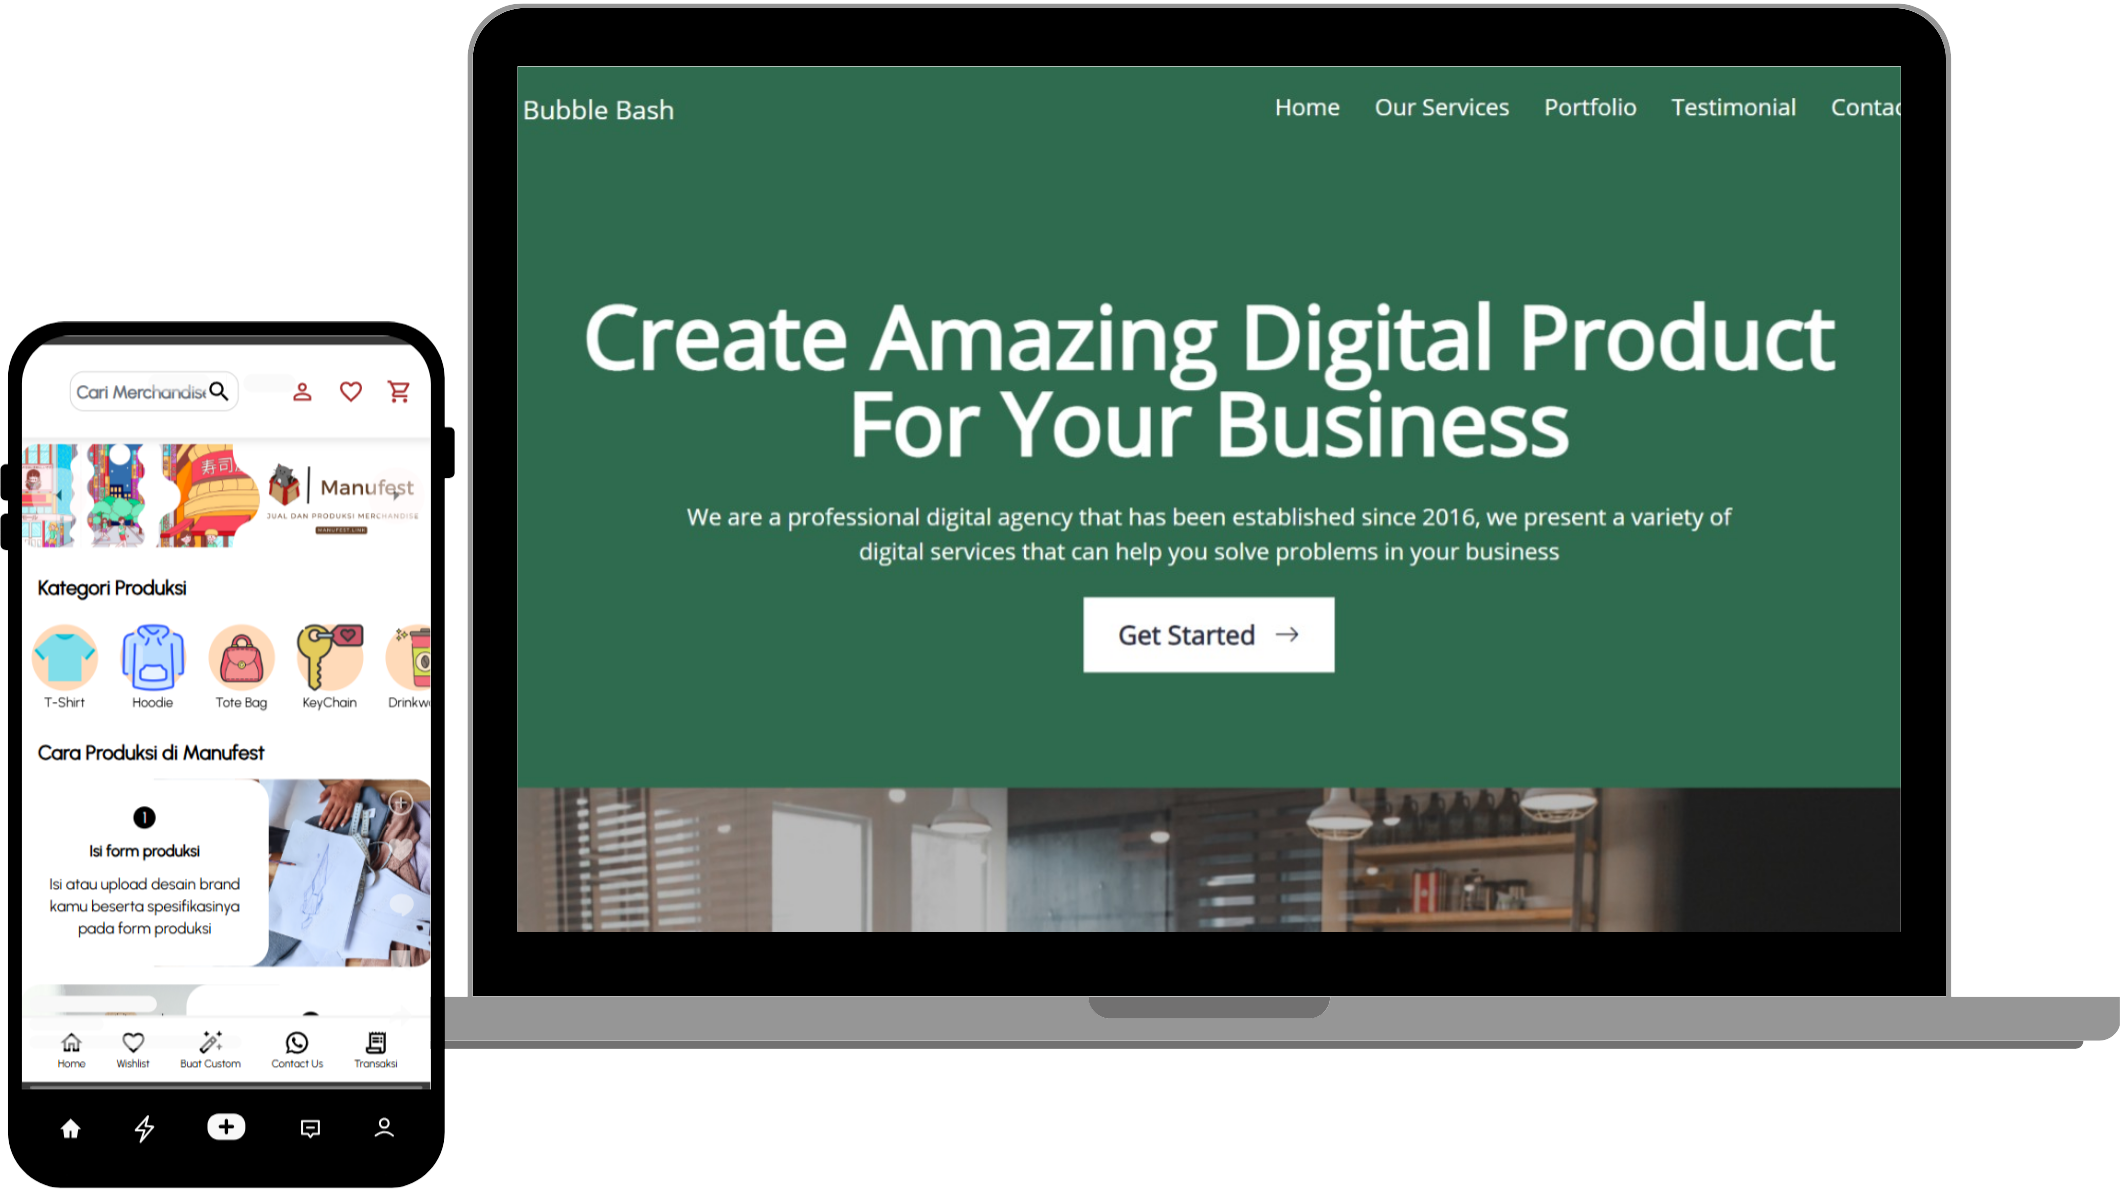 Bubble Bash
Home Our Services Portfolio Testimonial
Create Amazing Digital Product
For Your Business
We are a professional digital agency that has been established since 2016, we present a variety of
digital services that can help you solve problems in your business
Get Started
Cari Merchandise
寿司
Manufest
JUAL DAN PRODUKSI MERCHANDISE
MANUFEST.LINK
Kategori Produksi
T-Shirt Hoodie Tote Bag KeyChain
Cara Produksi di Manufest
1
Isi form produksi
Isi atau upload desain brand
kamu beserta spesifikasinya
pada form produksi
Home Wishlist Buat Custom Contact Us Transaksi